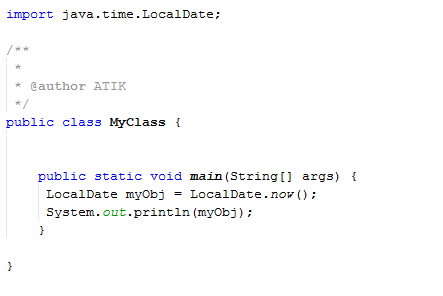 import java.time.LocalDate;
/**
 *
 * @author ATIK
 */
public class MyClass {
    public static void main(String[] args) {
     LocalDate myObj = LocalDate.now();
     System.out.println(myObj);
    }
}